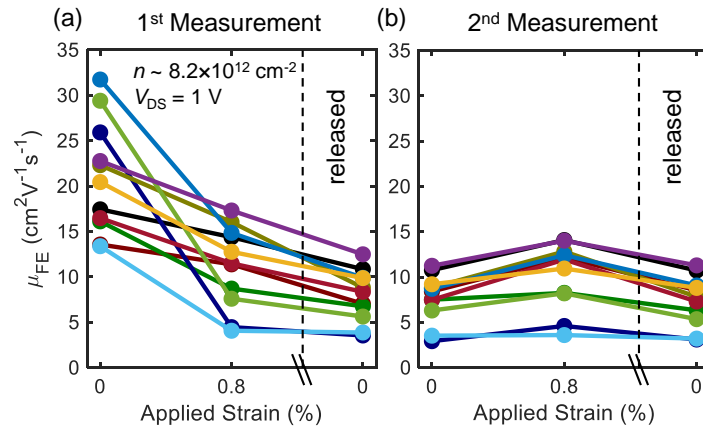 (a) 1st Measurement
(b) 2nd Measurement
n ~ 8.2×10¹² cm⁻²
V_DS = 1 V
released
released
μ_FE (cm²V⁻¹s⁻¹)
35
30
25
20
15
10
5
0
35
30
25
20
15
10
5
0
0 0.8 0
0 0.8 0
Applied Strain (%)
Applied Strain (%)